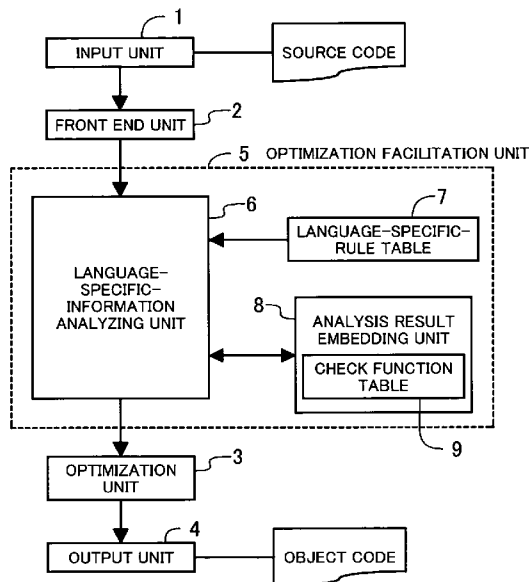 1
INPUT UNIT
SOURCE CODE
2
FRONT END UNIT
5
OPTIMIZATION FACILITATION UNIT
6
7
LANGUAGE-SPECIFIC-
RULE TABLE
LANGUAGE-
SPECIFIC-
INFORMATION
ANALYZING UNIT
8
ANALYSIS RESULT
EMBEDDING UNIT
CHECK FUNCTION
TABLE
9
3
OPTIMIZATION
UNIT
4
OUTPUT UNIT
OBJECT CODE